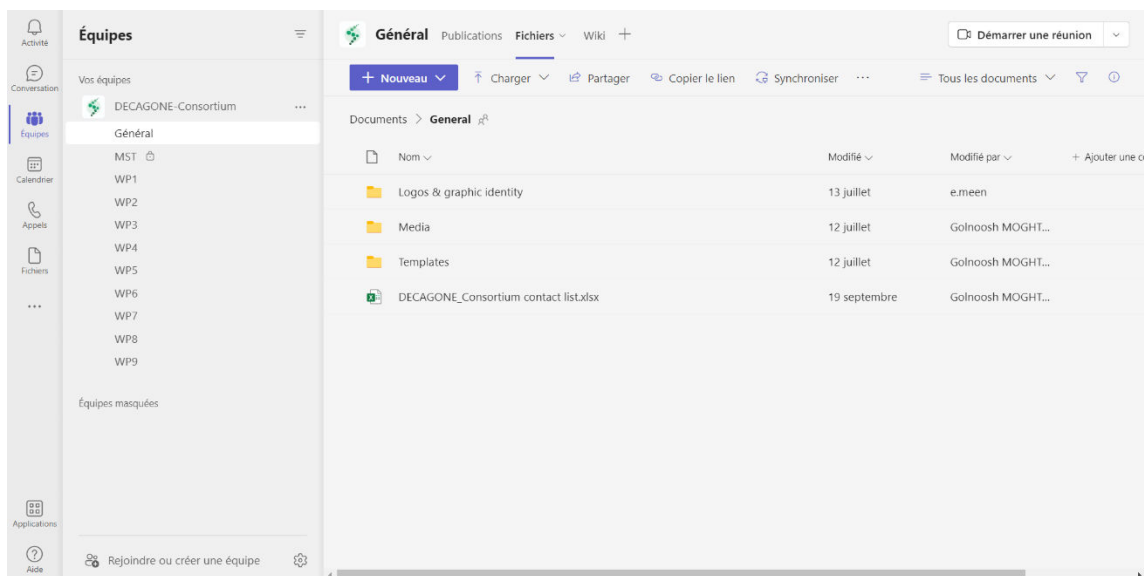 Activité
Conversation
Équipes
Calendrier
Appels
Fichiers
Applications
Aide
Équipes
Vos équipes
DECAGONE-Consortium
Général
MST
WP1
WP2
WP3
WP4
WP5
WP6
WP7
WP8
WP9
Équipes masquées
Rejoindre ou créer une équipe
Général Publications Fichiers Wiki
Démarrer une réunion
Nouveau Charger Partager Copier le lien Synchroniser ... Tous les documents
Documents > General
Nom Modifié Modifié par + Ajouter une c
Logos & graphic identity 13 juillet e.meen
Media 12 juillet Golnoosh MOGHT...
Templates 12 juillet Golnoosh MOGHT...
DECAGONE_Consortium contact list.xlsx 19 septembre Golnoosh MOGHT...